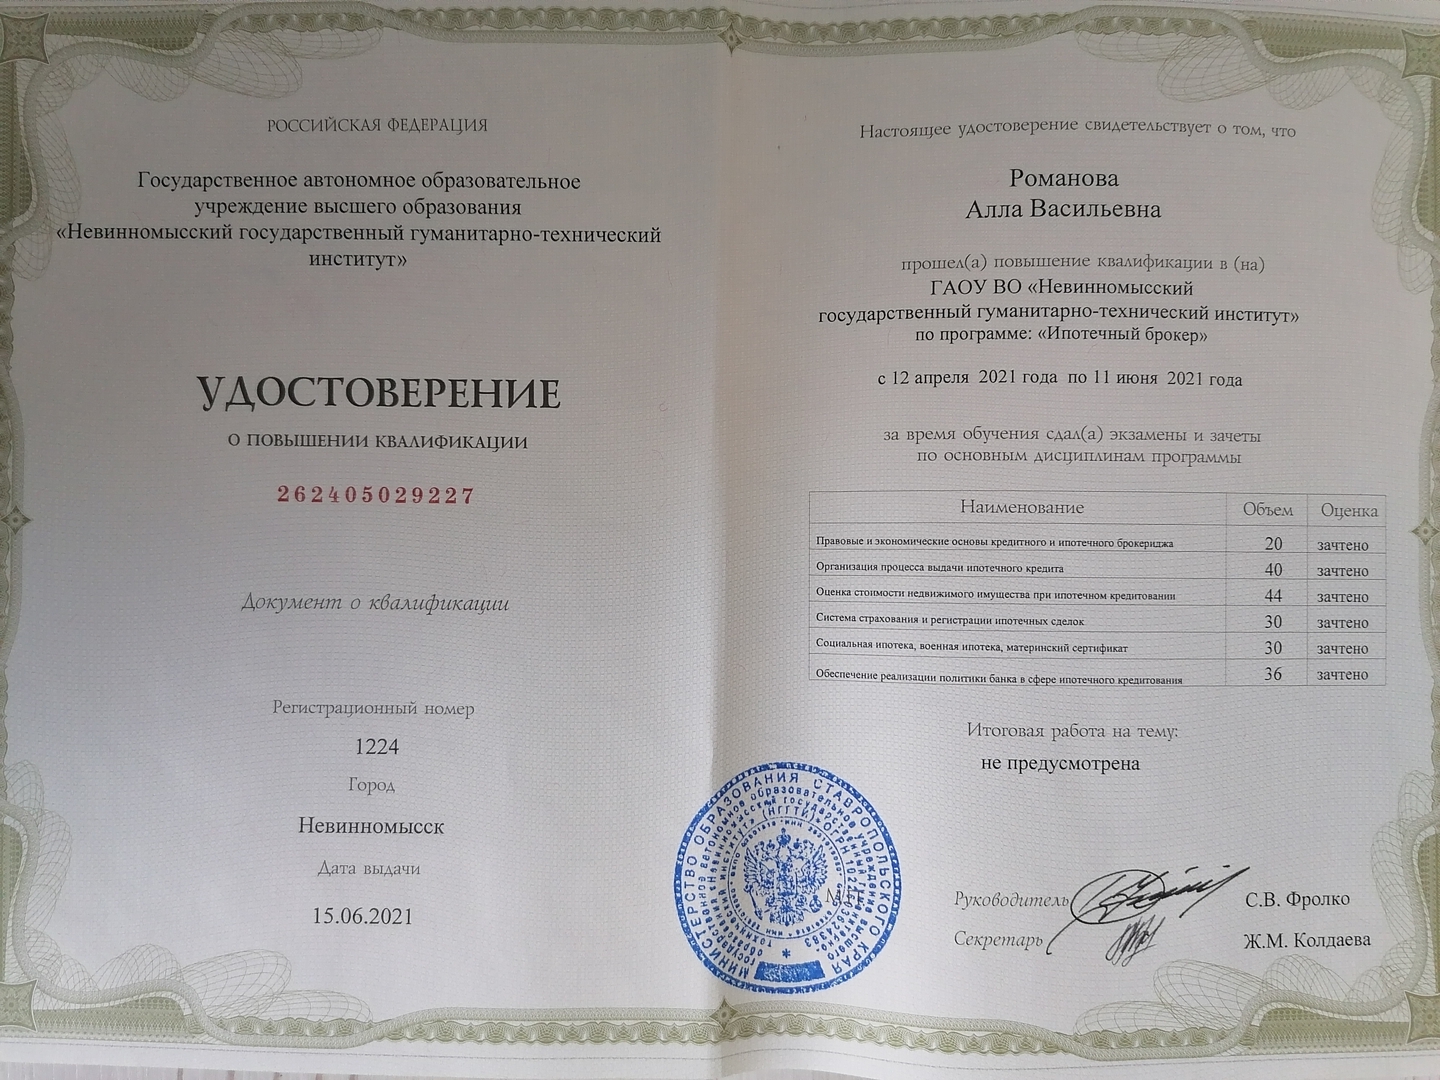 РОССИЙСКАЯ ФЕДЕРАЦИЯ
Государственное автономное образовательное
учреждение высшего образования
«Невинномысский государственный гуманитарно-технический
институт»
УДОСТОВЕРЕНИЕ
О ПОВЫШЕНИИ КВАЛИФИКАЦИИ
262405029227
Документ о квалификации
Регистрационный номер
1224
Город
Невинномысск
Дата выдачи
15.06.2021
Настоящее удостоверение свидетельствует о том, что
Романова
Алла Васильевна
прошел(а) повышение квалификации в (на)
ГАОУ ВО «Невинномысский
государственный гуманитарно-технический институт»
по программе: «Ипотечный брокер»
с 12 апреля 2021 года по 11 июня 2021 года
за время обучения сдал(а) экзамены и зачеты
по основным дисциплинам программы
Наименование Объем Оценка
Правовые и экономические основы кредитного и ипотечного брокериджа 20 зачтено
Организация процесса выдачи ипотечного кредита 40 зачтено
Оценка стоимости недвижимого имущества при ипотечном кредитовании 44 зачтено
Система страхования и регистрации ипотечных сделок 30 зачтено
Социальная ипотека, военная ипотека, материнский сертификат 30 зачтено
Обеспечение реализации политики банка в сфере ипотечного кредитования 36 зачтено
Итоговая работа на тему:
не предусмотрена
МИНИСТЕРСТВО ОБРАЗОВАНИЯ СТАВРОПОЛЬСКОГО КРАЯ
Руководитель С.В. Фролко
Секретарь Ж.М. Колдаева